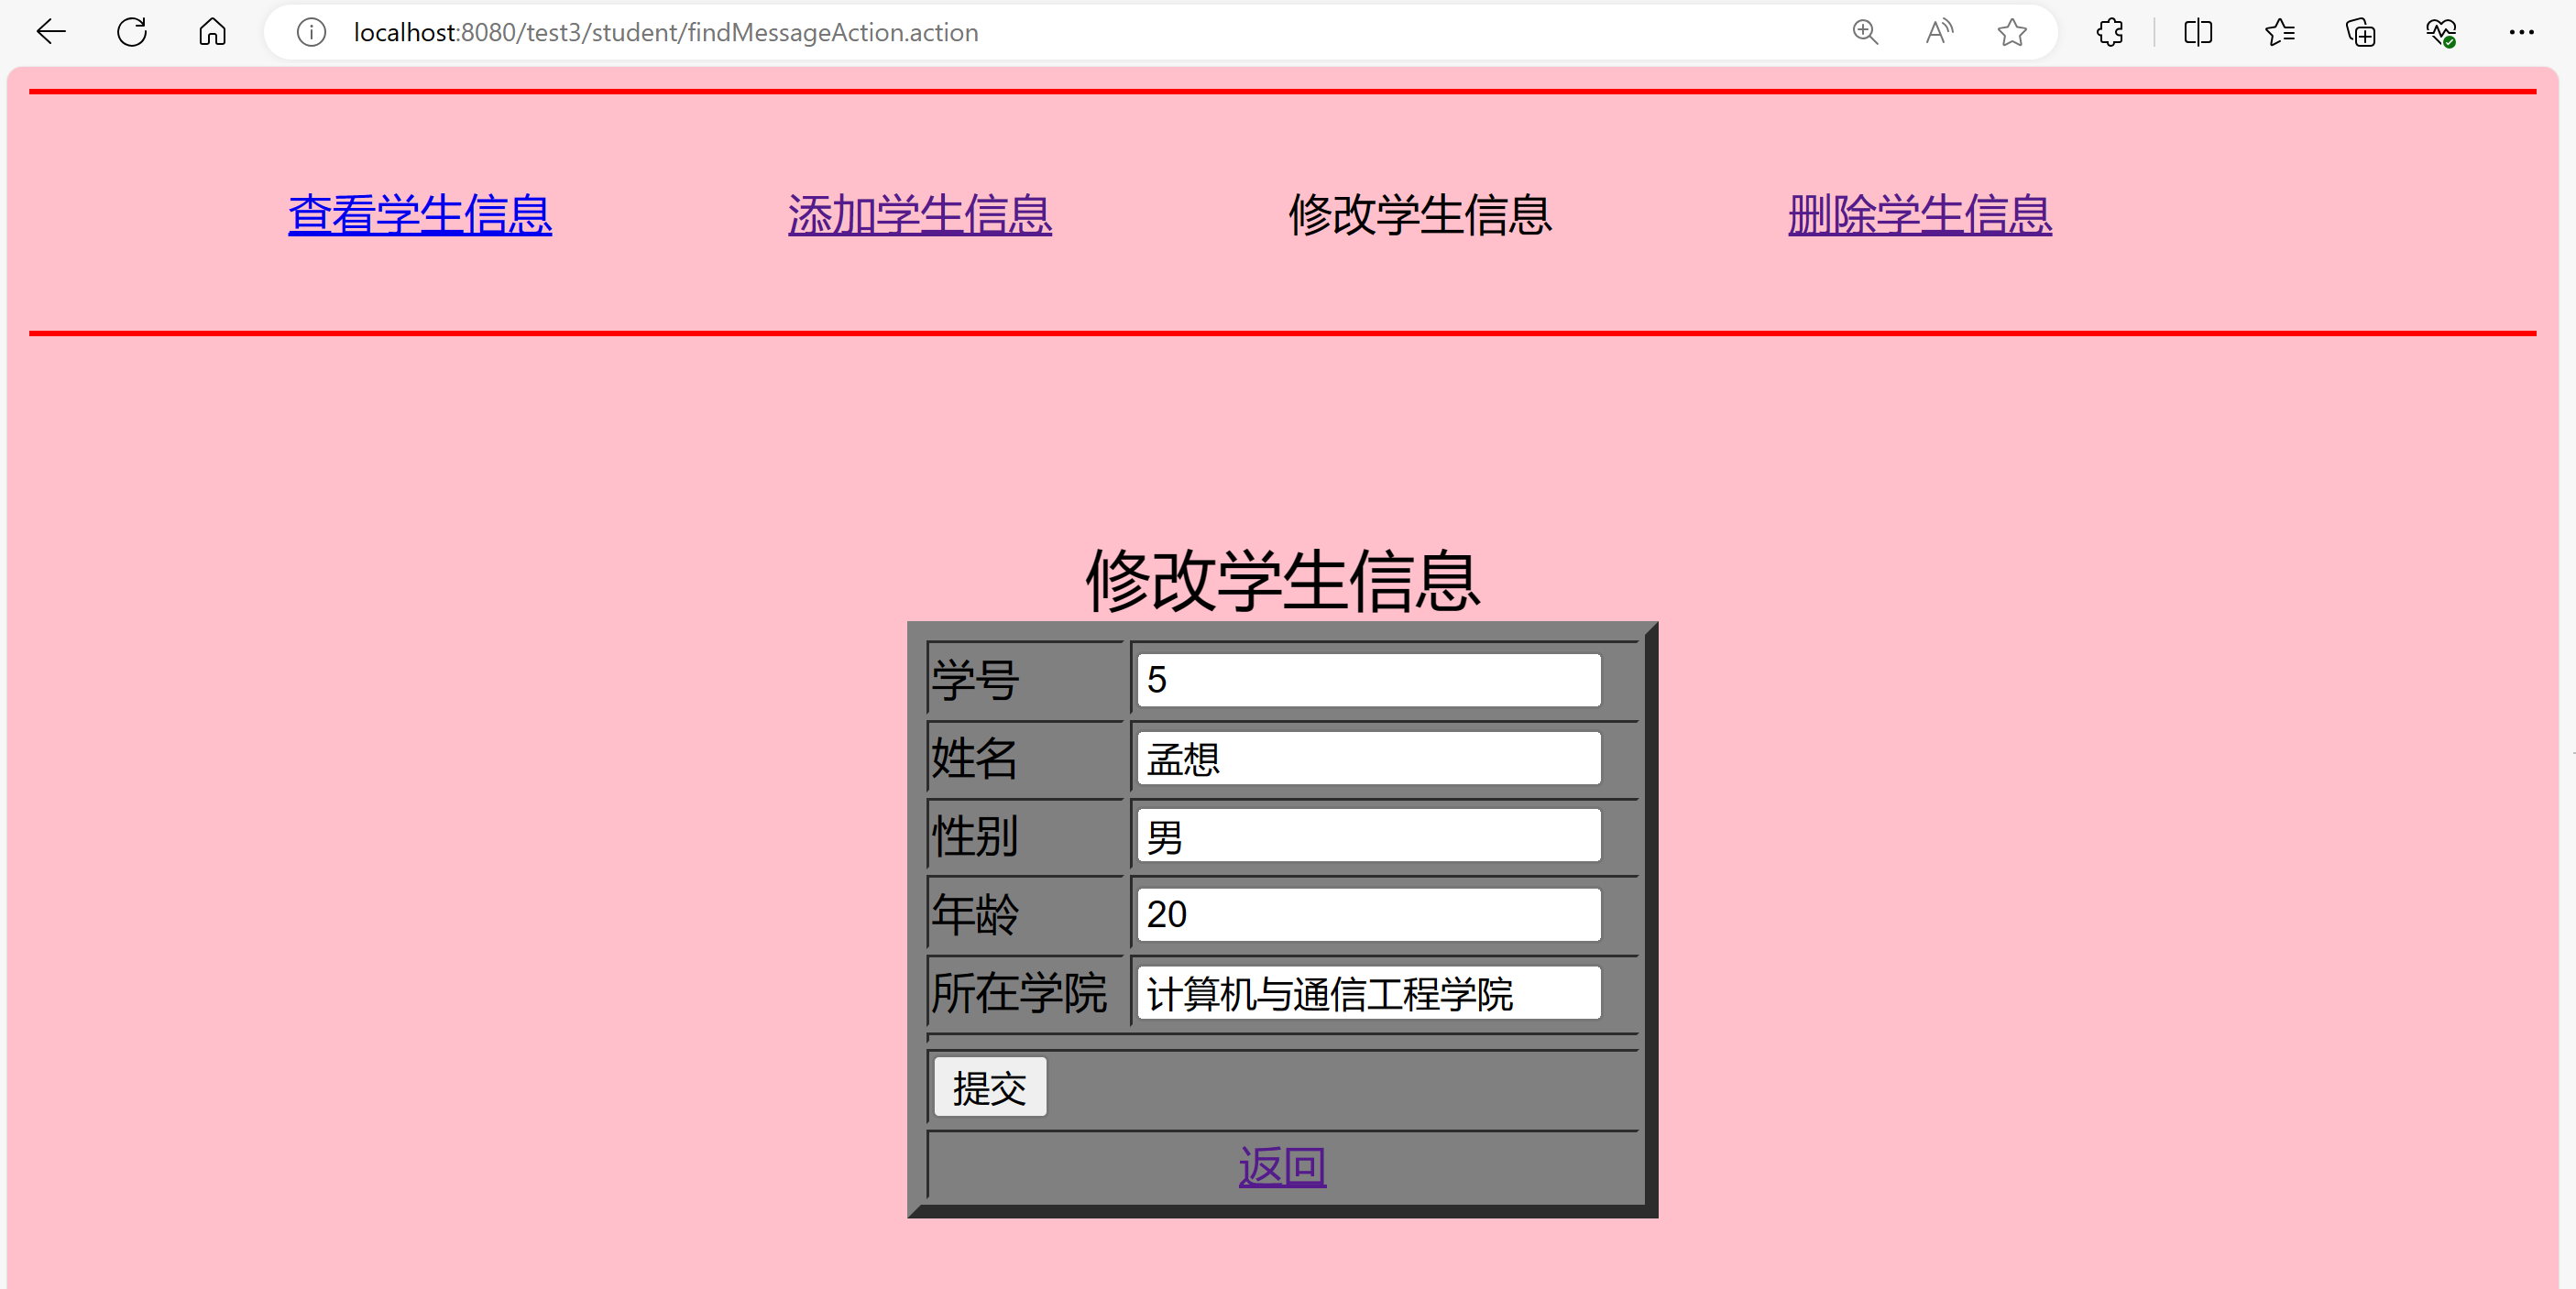 localhost:8080/test3/student/findMessageAction.action
查看学生信息 添加学生信息 修改学生信息 删除学生信息
修改学生信息
学号 5
姓名 孟想
性别 男
年龄 20
所在学院 计算机与通信工程学院
提交
返回